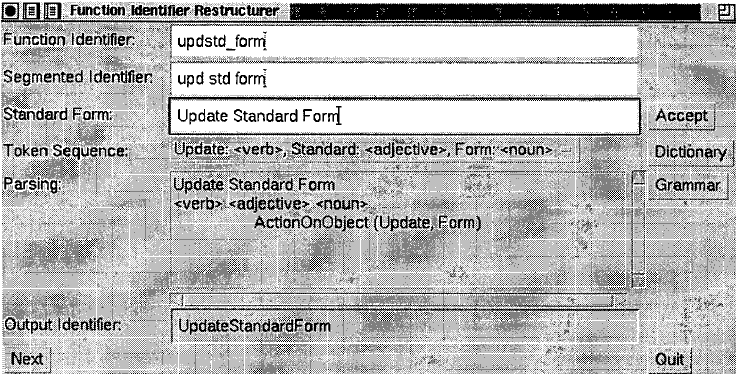 Function Identifier Restructurer
Function Identifier: updstd_form
Segmented Identifier: upd std form
Standard Form: Update Standard Form Accept
Token Sequence: Update: <verb>, Standard: <adjective>, Form: <noun> Dictionary
Parsing: Update Standard Form Grammar
<verb> <adjective> <noun>
ActionOnObject (Update, Form)
Output Identifier: UpdateStandardForm
Next Quit